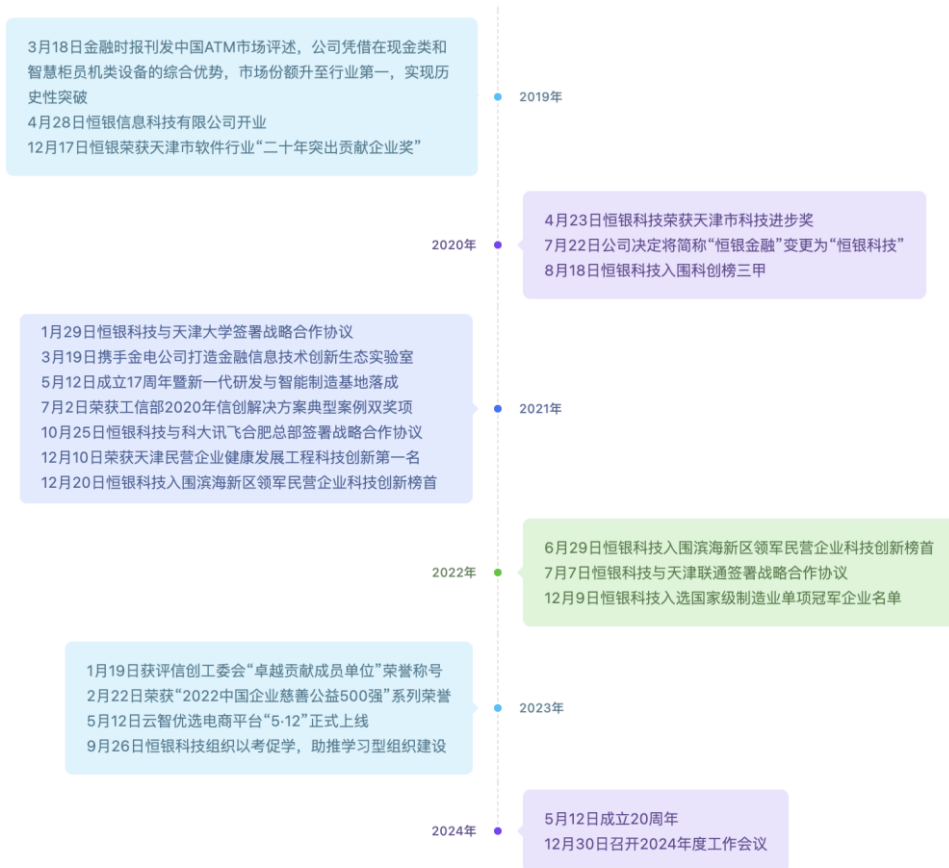 3月18日金融时报刊发中国ATM市场评述，公司凭借在现金类和
智慧柜员机类设备的综合优势，市场份额升至行业第一，实现历
史性突破
4月28日恒银信息科技有限公司开业
12月17日恒银荣获天津市软件行业“二十年突出贡献企业奖”
2019年
2020年
4月23日恒银科技荣获天津市科技进步奖
7月22日公司决定将简称“恒银金融”变更为“恒银科技”
8月18日恒银科技入围科创榜三甲
1月29日恒银科技与天津大学签署战略合作协议
3月19日携手金电公司打造金融信息技术创新生态实验室
5月12日成立17周年暨新一代研发与智能制造基地落成
7月2日荣获工信部2020年信创解决方案典型案例双奖项
10月25日恒银科技与科大讯飞合肥总部签署战略合作协议
12月10日荣获天津民营企业健康发展工程科技创新第一名
12月20日恒银科技入围滨海新区领军民营企业科技创新榜首
2021年
2022年
6月29日恒银科技入围滨海新区领军民营企业科技创新榜首
7月7日恒银科技与天津联通签署战略合作协议
12月9日恒银科技入选国家级制造业单项冠军企业名单
1月19日获评信创工委会“卓越贡献成员单位”荣誉称号
2月22日荣获“2022中国企业慈善公益500强”系列荣誉
5月12日云智优选电商平台“5·12”正式上线
9月26日恒银科技组织以考促学，助推学习型组织建设
2023年
2024年
5月12日成立20周年
12月30日召开2024年度工作会议